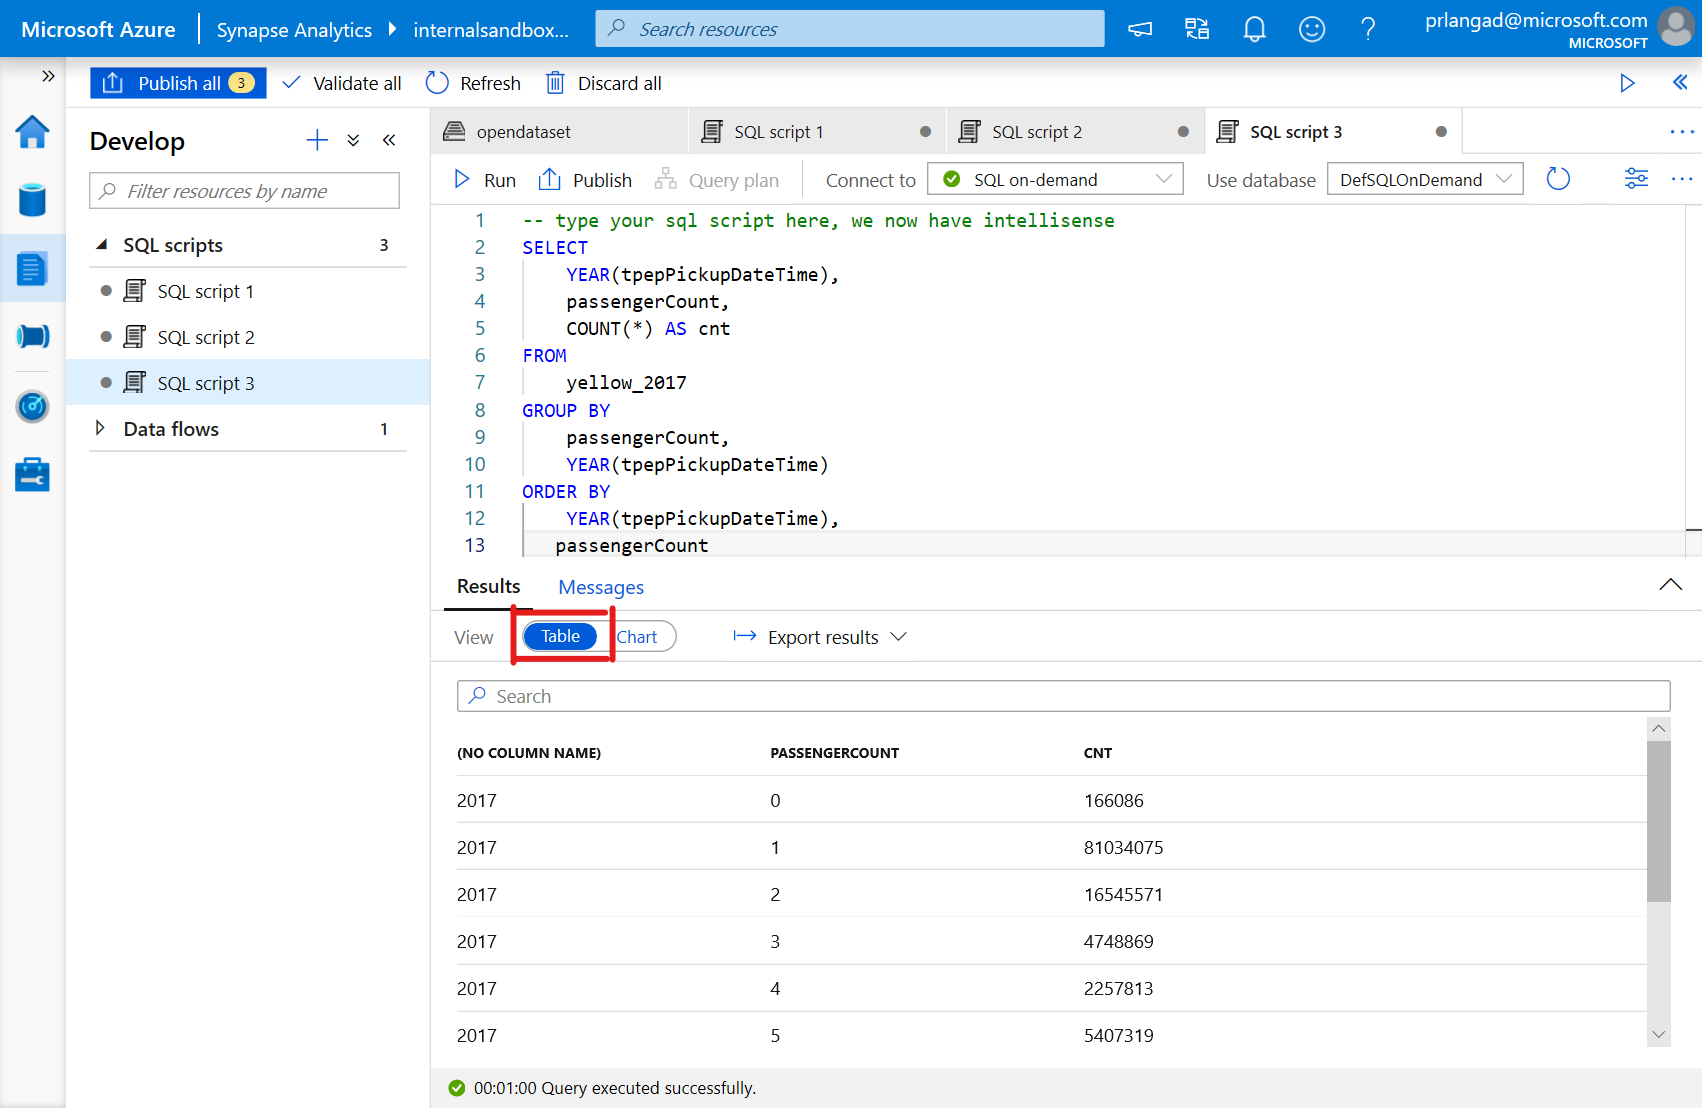 Microsoft Azure Synapse Analytics internalsandbox... Search resources prlangad@microsoft.com
MICROSOFT
Publish all 3 Validate all Refresh Discard all
Develop
Filter resources by name
SQL scripts 3
SQL script 1
SQL script 2
SQL script 3
Data flows 1
opendataset SQL script 1 SQL script 2 SQL script 3
Run Publish Query plan Connect to SQL on-demand Use database DefSQLOnDemand
1 -- type your sql script here, we now have intellisense
2 SELECT
3 YEAR(tpepPickupDateTime),
4 passengerCount,
5 COUNT(*) AS cnt
6 FROM
7 yellow_2017
8 GROUP BY
9 passengerCount,
10 YEAR(tpepPickupDateTime)
11 ORDER BY
12 YEAR(tpepPickupDateTime),
13 passengerCount
Results Messages
View Table Chart Export results
Search
(NO COLUMN NAME) PASSENGERCOUNT CNT
2017 0 166086
2017 1 81034075
2017 2 16545571
2017 3 4748869
2017 4 2257813
2017 5 5407319
00:01:00 Query executed successfully.